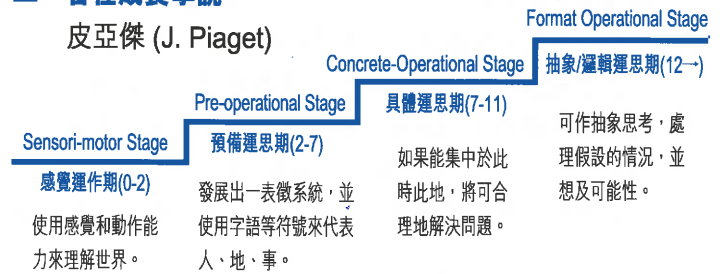 皮亞傑 (J. Piaget)
Sensori-motor Stage
感覺運作期(0-2)
使用感覺和動作能
力來理解世界。
Pre-operational Stage
預備運思期(2-7)
發展出一表徵系統，並
使用字語等符號來代表
人、地、事。
Concrete-Operational Stage
具體運思期(7-11)
如果能集中於此
時此地，將可合
理地解決問題。
Format Operational Stage
抽象/邏輯運思期(12→)
可作抽象思考，處
理假設的情況，並
想及可能性。